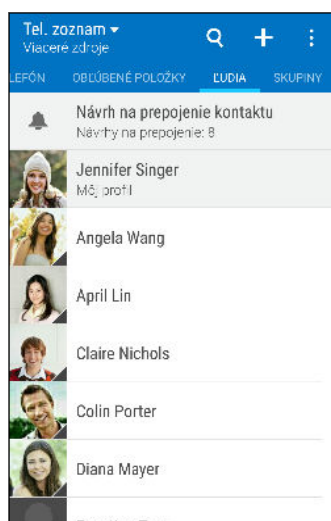 Tel. zoznam
Viaceré zdroje
LEFÓN OBĽÚBENÉ POLOŽKY ĽUDIA SKUPINY
Návrh na prepojenie kontaktu
Návrhy na prepojenie: 8
Jennifer Singer
Môj profil
Angela Wang
April Lin
Claire Nichols
Colin Porter
Diana Mayer